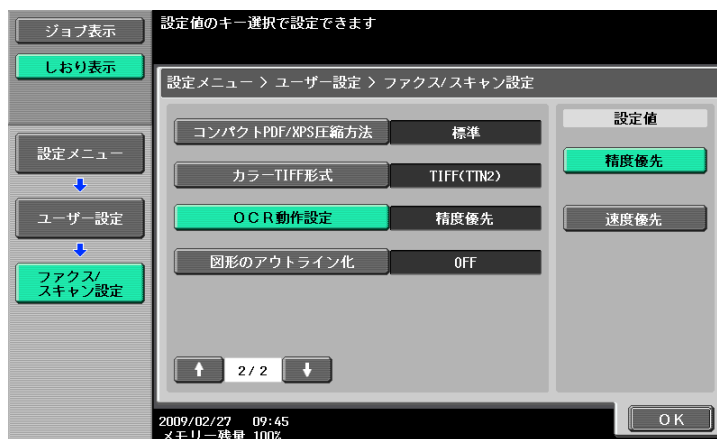 ジョブ表示
しおり表示
設定メニュー
ユーザー設定
ファクス/
スキャン設定
設定値のキー選択で設定できます
設定メニュー > ユーザー設定 > ファクス/スキャン設定
コンパクトPDF/XPS圧縮方法 標準
カラーTIFF形式 TIFF(TTN2)
OCR動作設定 精度優先
図形のアウトライン化 OFF
↑ 2/2 ↓
設定値
精度優先
速度優先
2009/02/27 09:45
メモリー残量 100%
OK